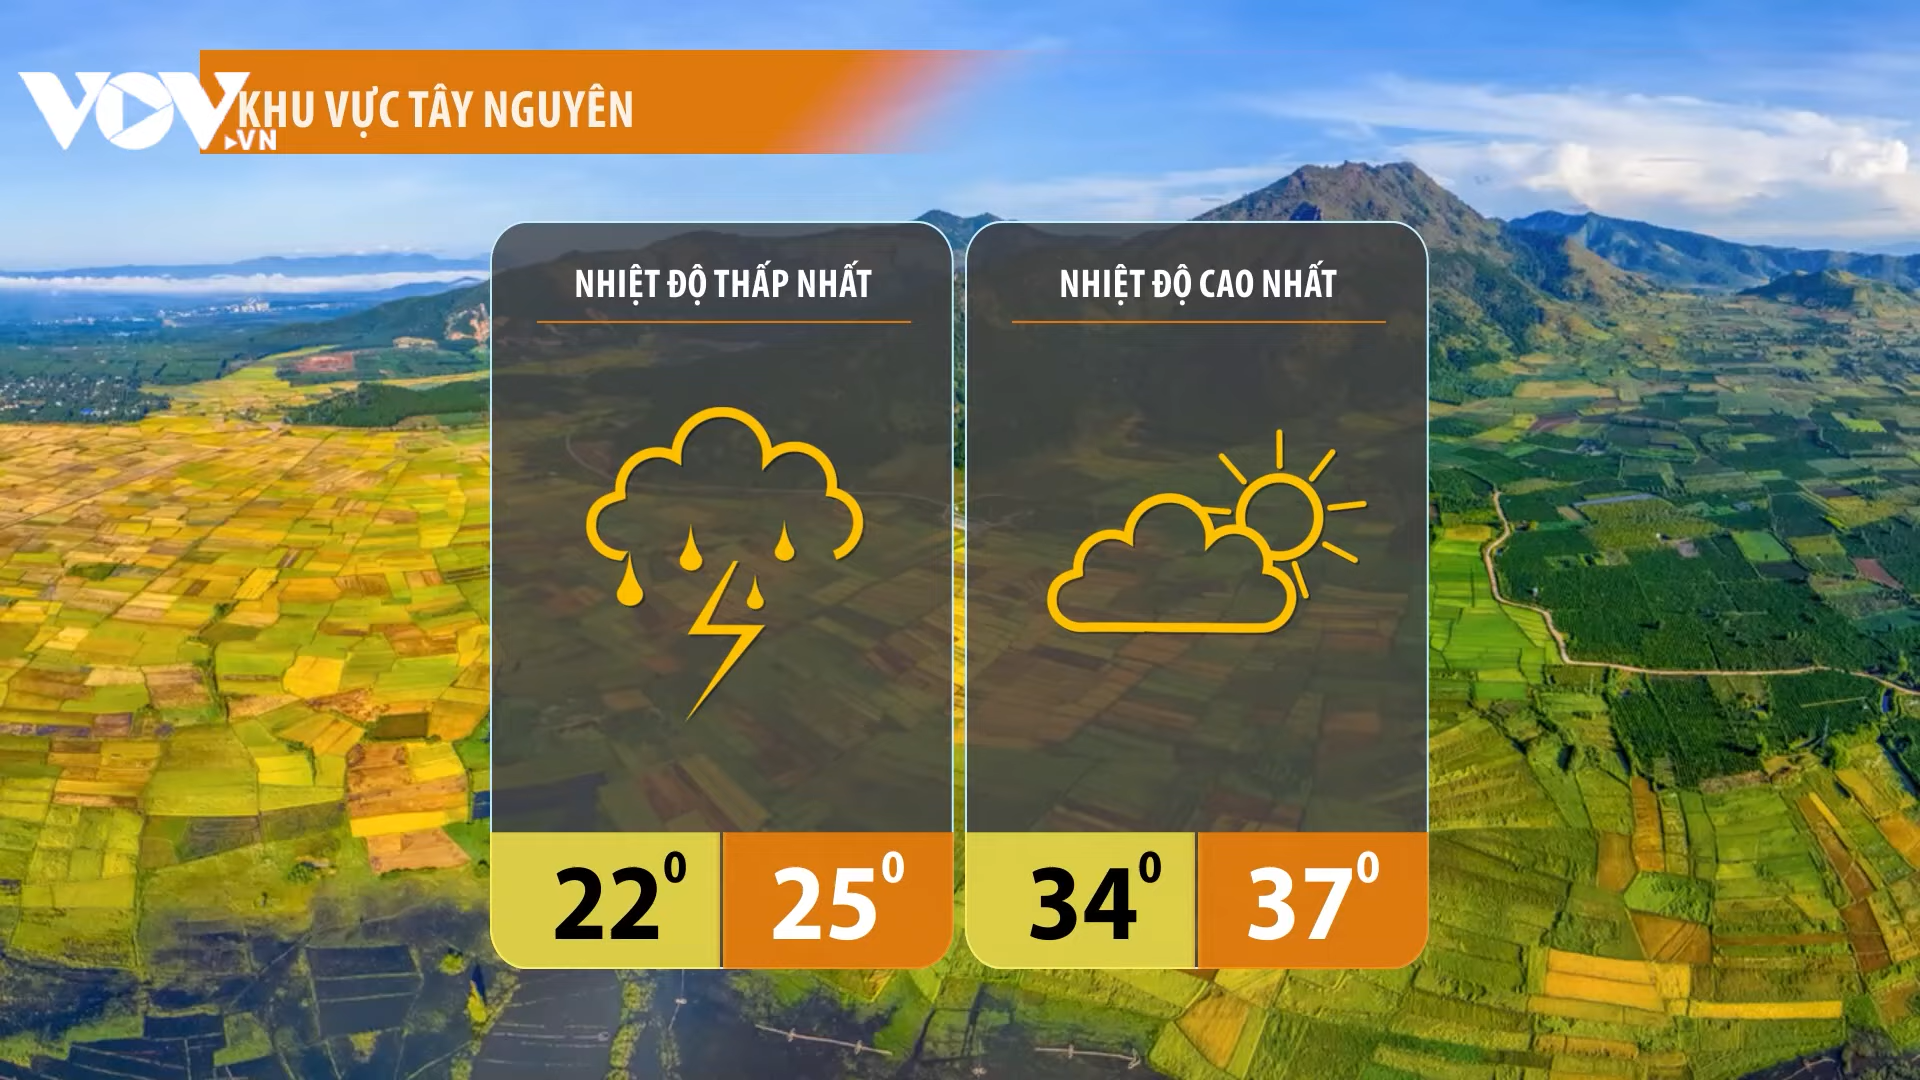 VOV.VN
KHU VỰC TÂY NGUYÊN
NHIỆT ĐỘ THẤP NHẤT
NHIỆT ĐỘ CAO NHẤT
22⁰ 25⁰
34⁰ 37⁰